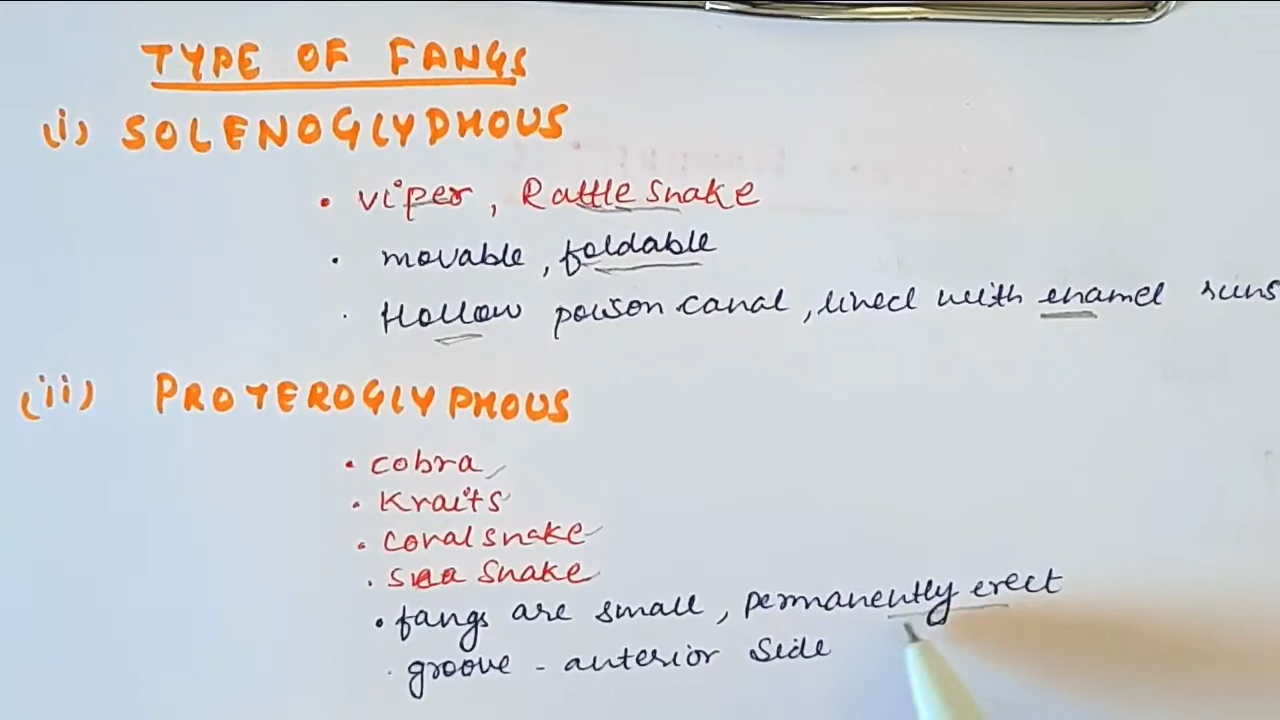 TYPE OF FANGS
(i) SOLENOGLYPHOUS
• viper, Rattle snake
• movable, foldable
• Hollow poison canal, lined with enamel runs
(ii) PROTEROGLYPHOUS
• cobra
• Kraits
• coral snake
• sea snake
• fangs are small, permanently erect
• groove - anterior side